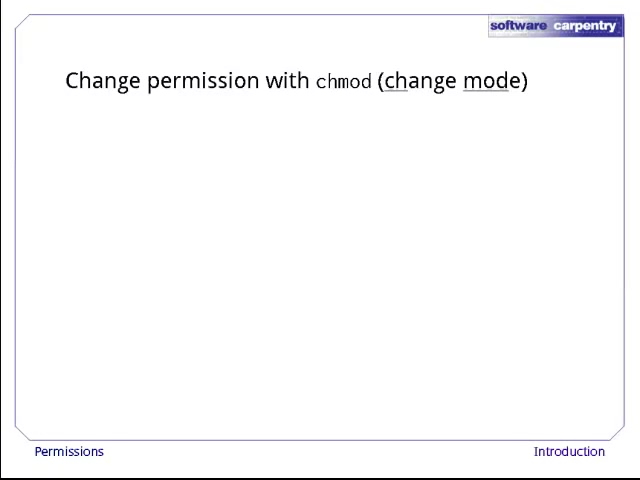 software carpentry
Change permission with chmod (change mode)
Permissions
Introduction